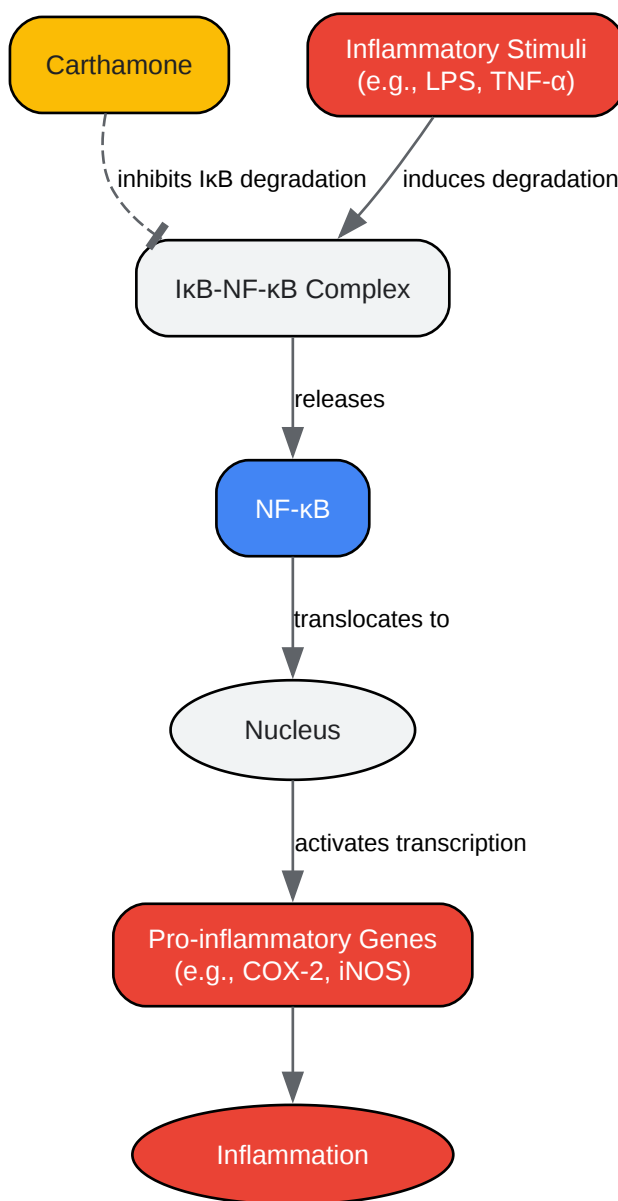 Carthamone
Inflammatory Stimuli
(e.g., LPS, TNF-α)
inhibits IκB degradation
induces degradation
IκB-NF-κB Complex
releases
NF-κB
translocates to
Nucleus
activates transcription
Pro-inflammatory Genes
(e.g., COX-2, iNOS)
Inflammation